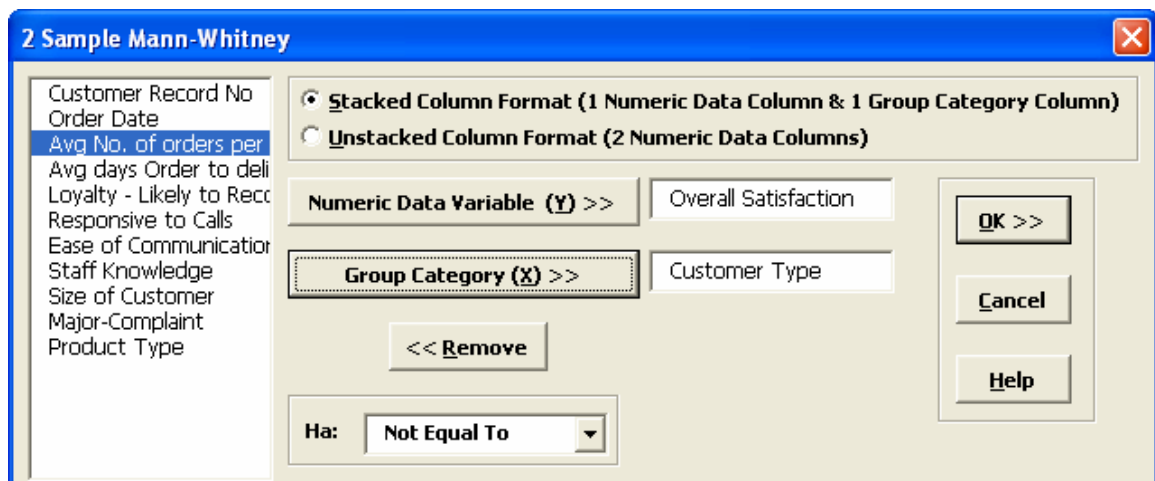 2 Sample Mann-Whitney
Customer Record No
Order Date
Avg No. of orders per
Avg days Order to deli
Loyalty - Likely to Reco
Responsive to Calls
Ease of Communication
Staff Knowledge
Size of Customer
Major-Complaint
Product Type
Stacked Column Format (1 Numeric Data Column & 1 Group Category Column)
Unstacked Column Format (2 Numeric Data Columns)
Numeric Data Variable (Y) >>
Overall Satisfaction
Group Category (X) >>
Customer Type
<< Remove
Ha:
Not Equal To
OK >>
Cancel
Help